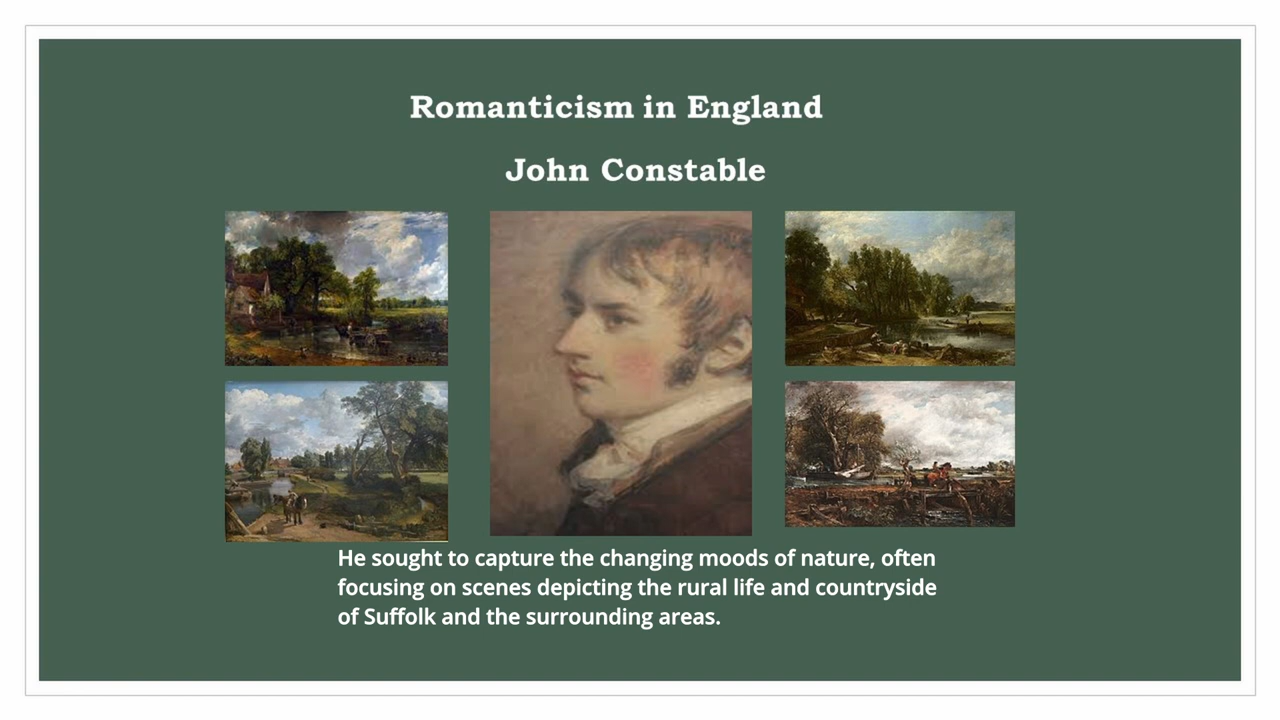 Romanticism in England
John Constable
He sought to capture the changing moods of nature, often
focusing on scenes depicting the rural life and countryside
of Suffolk and the surrounding areas.